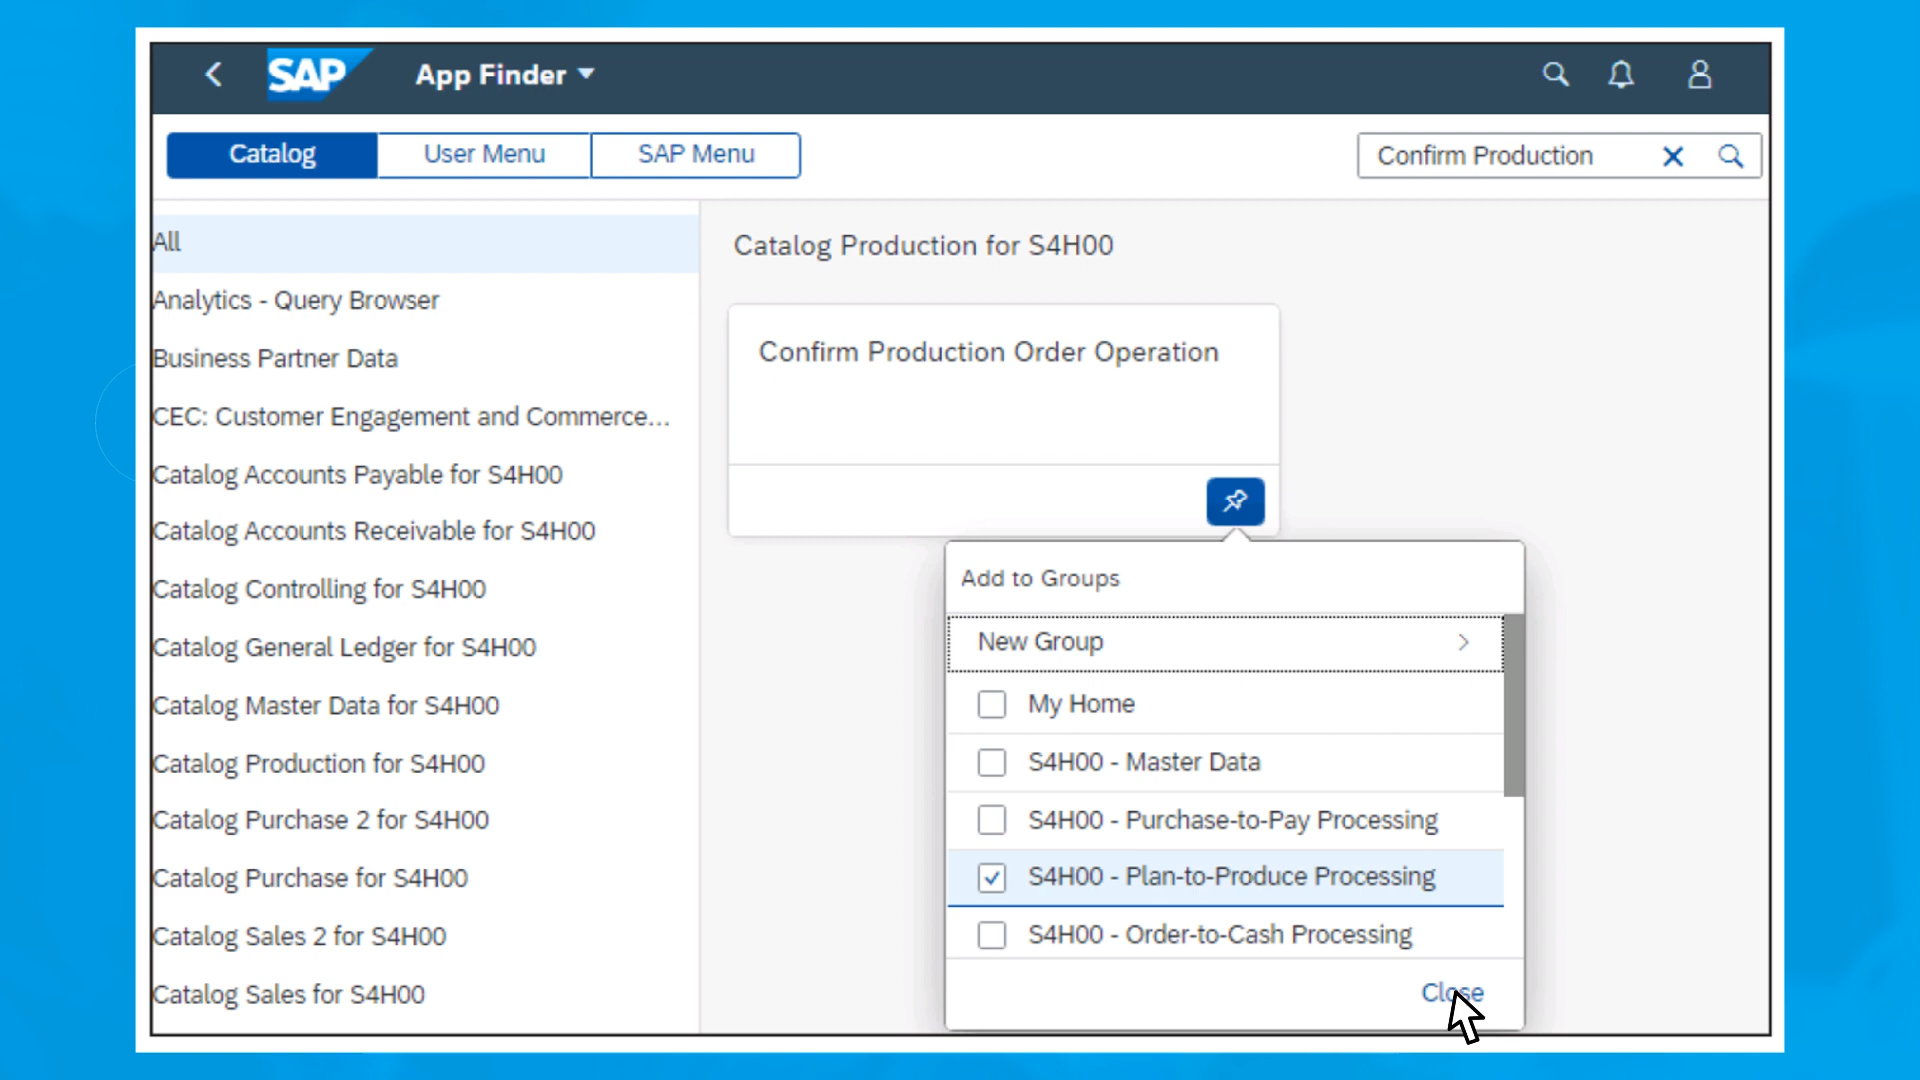 SAP
App Finder
Catalog
User Menu
SAP Menu
Confirm Production
All
Analytics - Query Browser
Business Partner Data
CEC: Customer Engagement and Commerce...
Catalog Accounts Payable for S4H00
Catalog Accounts Receivable for S4H00
Catalog Controlling for S4H00
Catalog General Ledger for S4H00
Catalog Master Data for S4H00
Catalog Production for S4H00
Catalog Purchase 2 for S4H00
Catalog Purchase for S4H00
Catalog Sales 2 for S4H00
Catalog Sales for S4H00
Catalog Production for S4H00
Confirm Production Order Operation
Add to Groups
New Group
My Home
S4H00 - Master Data
S4H00 - Purchase-to-Pay Processing
S4H00 - Plan-to-Produce Processing
S4H00 - Order-to-Cash Processing
Close